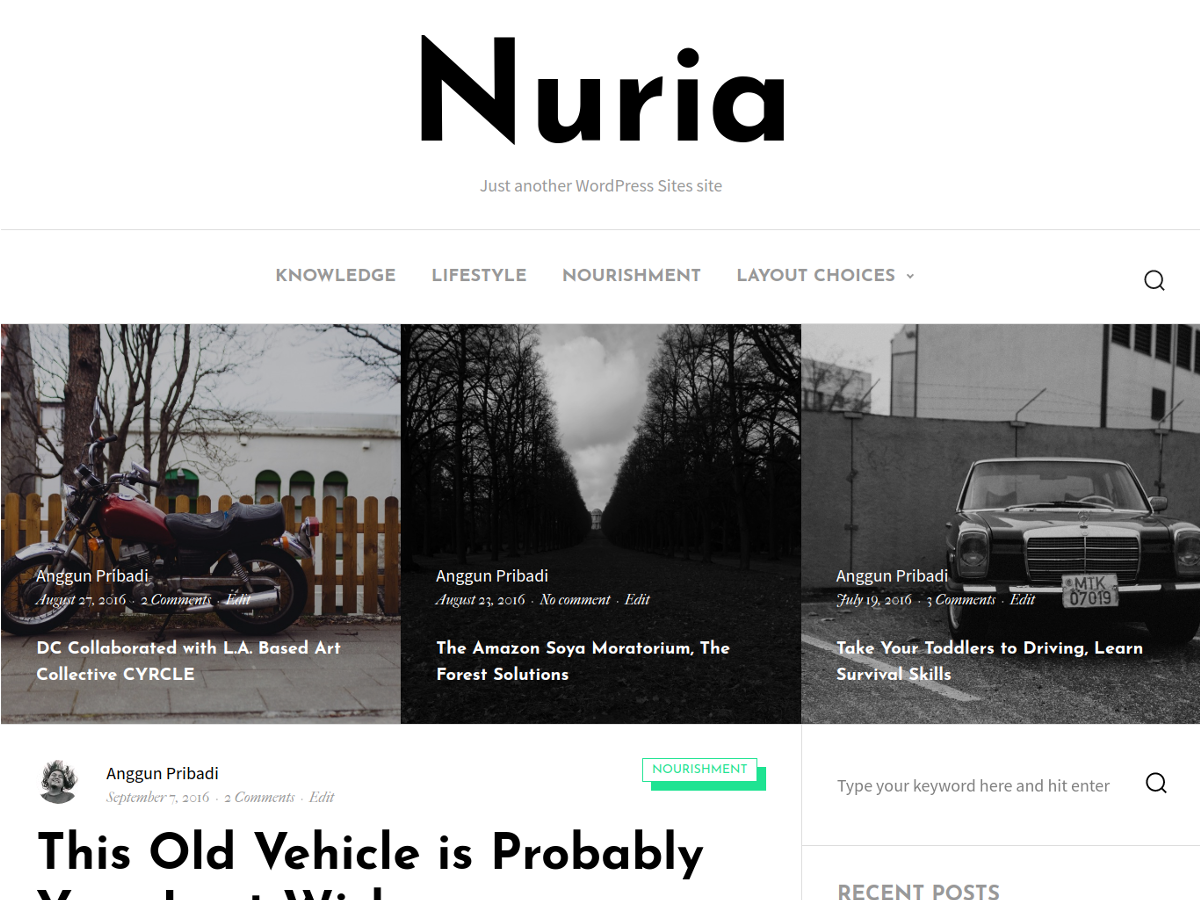 Nuria
Just another WordPress Sites site
KNOWLEDGE LIFESTYLE NOURISHMENT LAYOUT CHOICES
Anggun Pribadi
August 27, 2016 · 2 Comments · Edit
DC Collaborated with L.A. Based Art
Collective CYRCLE
Anggun Pribadi
August 23, 2016 · No comment · Edit
The Amazon Soya Moratorium, The
Forest Solutions
MTK
07019
Anggun Pribadi
July 19, 2016 · 3 Comments · Edit
Take Your Toddlers to Driving, Learn
Survival Skills
Anggun Pribadi
September 7, 2016 · 2 Comments · Edit
NOURISHMENT
This Old Vehicle is Probably
Type your keyword here and hit enter
RECENT POSTS